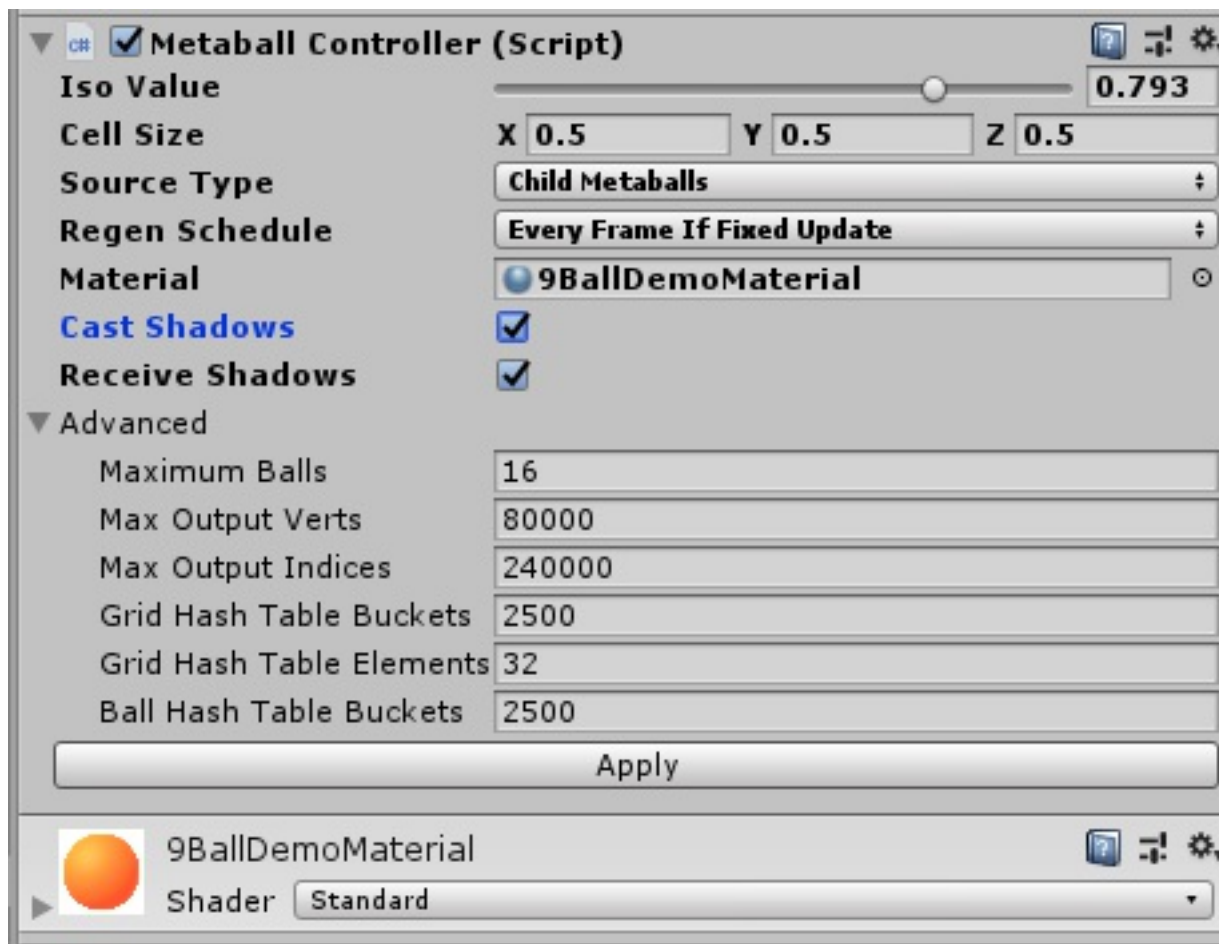 Metaball Controller (Script)
Iso Value 0.793
Cell Size X 0.5 Y 0.5 Z 0.5
Source Type Child Metaballs
Regen Schedule Every Frame If Fixed Update
Material 9BallDemoMaterial
Cast Shadows
Receive Shadows
Advanced
Maximum Balls 16
Max Output Verts 80000
Max Output Indices 240000
Grid Hash Table Buckets 2500
Grid Hash Table Elements 32
Ball Hash Table Buckets 2500
Apply
9BallDemoMaterial
Shader Standard